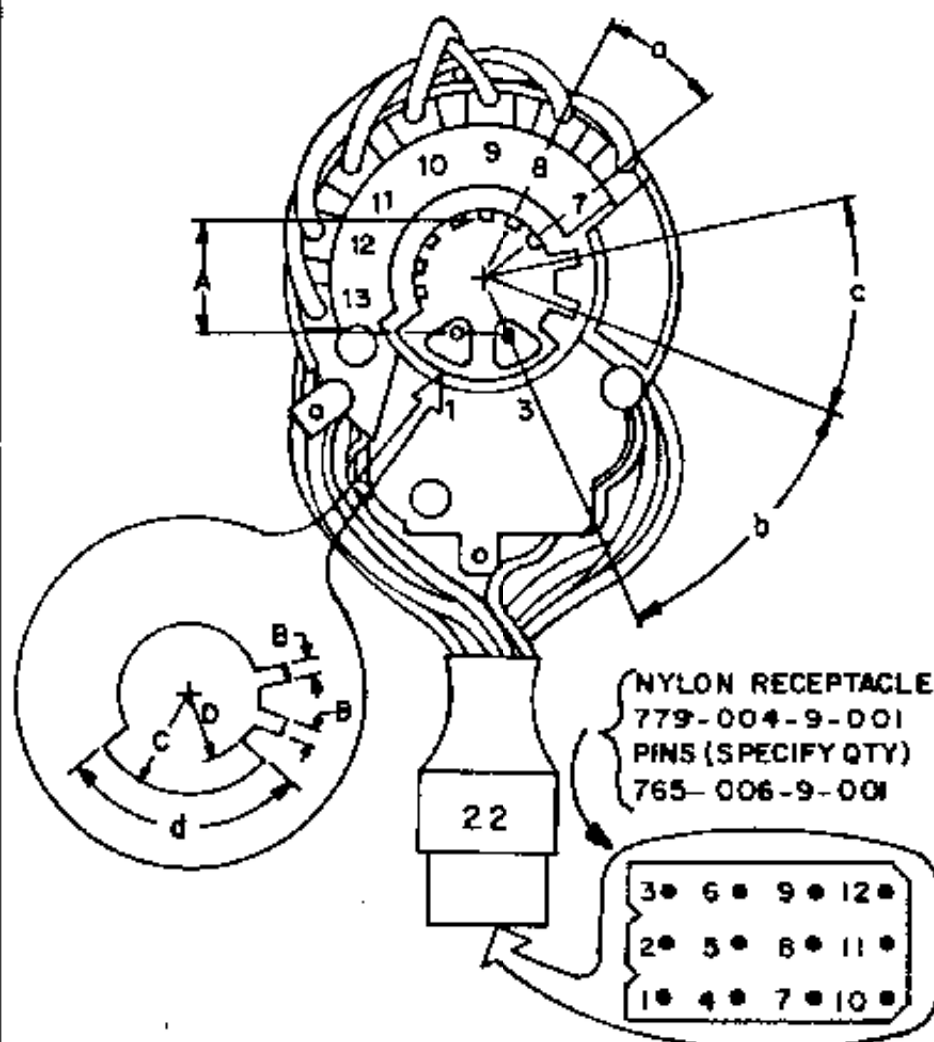 a
9
8
10
7
11
12
A
13
c
1
3
b
B
B
D
C
d
NYLON RECEPTACLE
779-004-9-001
PINS (SPECIFY QTY)
765-006-9-001
22
3 6 9 12
2 5 8 11
1 4 7 10